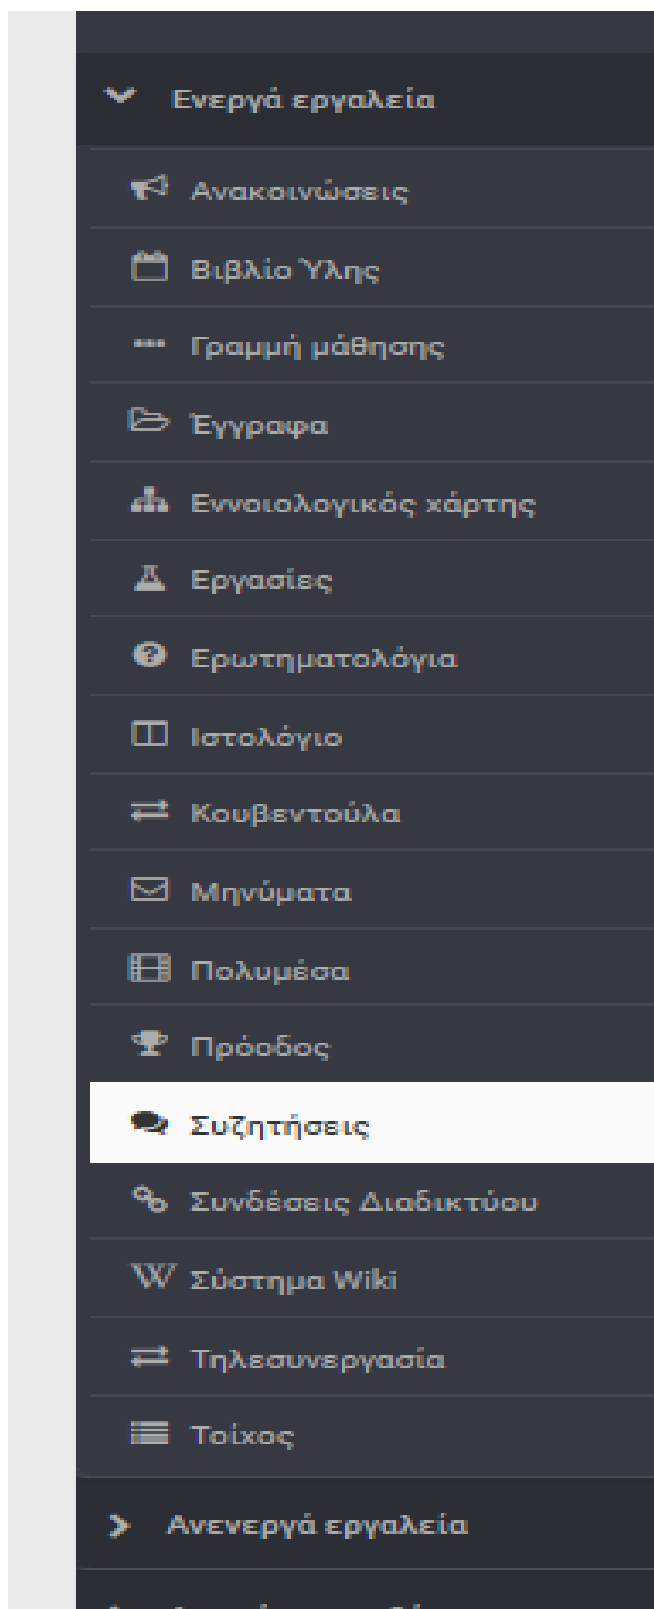 Ενεργά εργαλεία
Ανακοινώσεις
Βιβλίο Ύλης
Γραμμή μάθησης
Έγγραφα
Εννοιολογικός χάρτης
Εργασίες
Ερωτηματολόγια
Ιστολόγιο
Κουβεντούλα
Μηνύματα
Πολυμέσα
Πρόοδος
Συζητήσεις
Συνδέσεις Διαδικτύου
Σύστημα Wiki
Τηλεσυνεργασία
Τοίχος
Ανενεργά εργαλεία